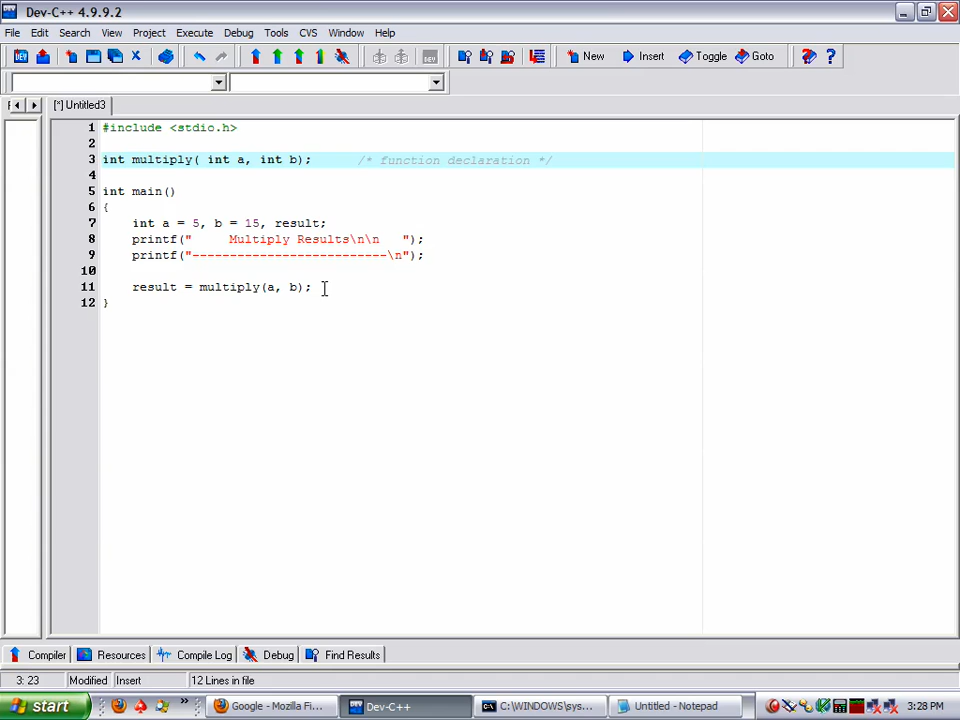 Dev-C++ 4.9.9.2
File Edit Search View Project Execute Debug Tools CVS Window Help
New Insert Toggle Goto
[*] Untitled3
1 #include <stdio.h>
2
3 int multiply( int a, int b); /* function declaration */
4
5 int main()
6 {
7 int a = 5, b = 15, result;
8 printf("     Multiply Results\n\n   ");
9 printf("--------------------------\n");
10
11 result = multiply(a, b);
12 }
Compiler Resources Compile Log Debug Find Results
3: 23 Modified Insert 12 Lines in file
start Google - Mozilla Fi... Dev-C++ C:\WINDOWS\sys... Untitled - Notepad 3:28 PM